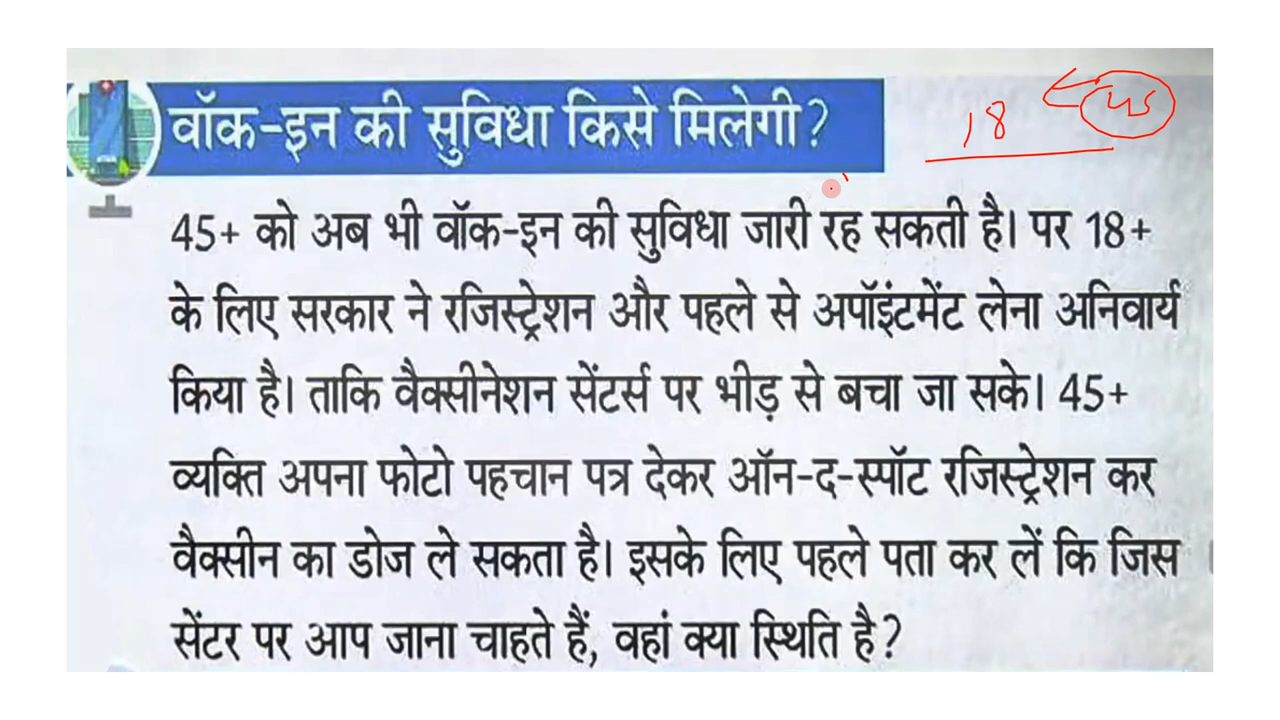 वॉक-इन की सुविधा किसे मिलेगी?
18 45
45+ को अब भी वॉक-इन की सुविधा जारी रह सकती है। पर 18+
के लिए सरकार ने रजिस्ट्रेशन और पहले से अपॉइंटमेंट लेना अनिवार्य
किया है। ताकि वैक्सीनेशन सेंटर्स पर भीड़ से बचा जा सके। 45+
व्यक्ति अपना फोटो पहचान पत्र देकर ऑन-द-स्पॉट रजिस्ट्रेशन कर
वैक्सीन का डोज ले सकता है। इसके लिए पहले पता कर लें कि जिस
सेंटर पर आप जाना चाहते हैं, वहां क्या स्थिति है?